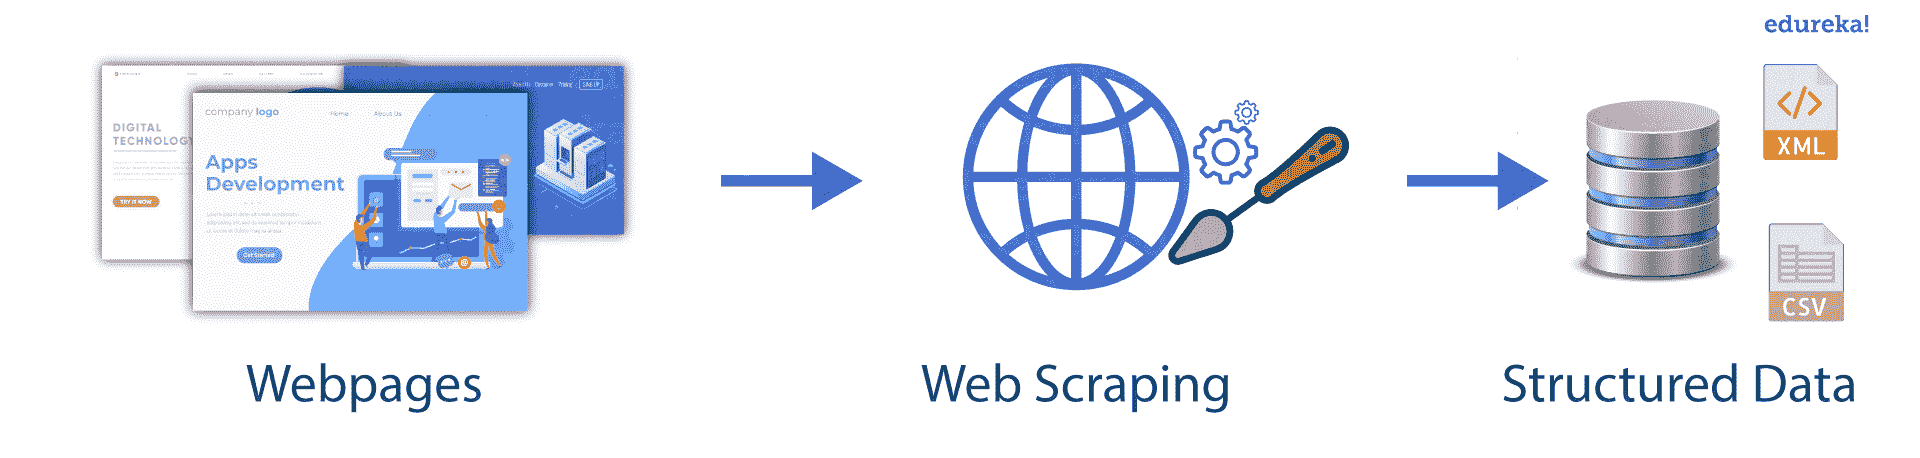 edureka!
DIGITAL
TECHNOLOGY
TRY IT NOW
company logo
Home
About Us
Apps
Development
Get Started
SIGN UP
XML
CSV
Webpages
Web Scraping
Structured Data